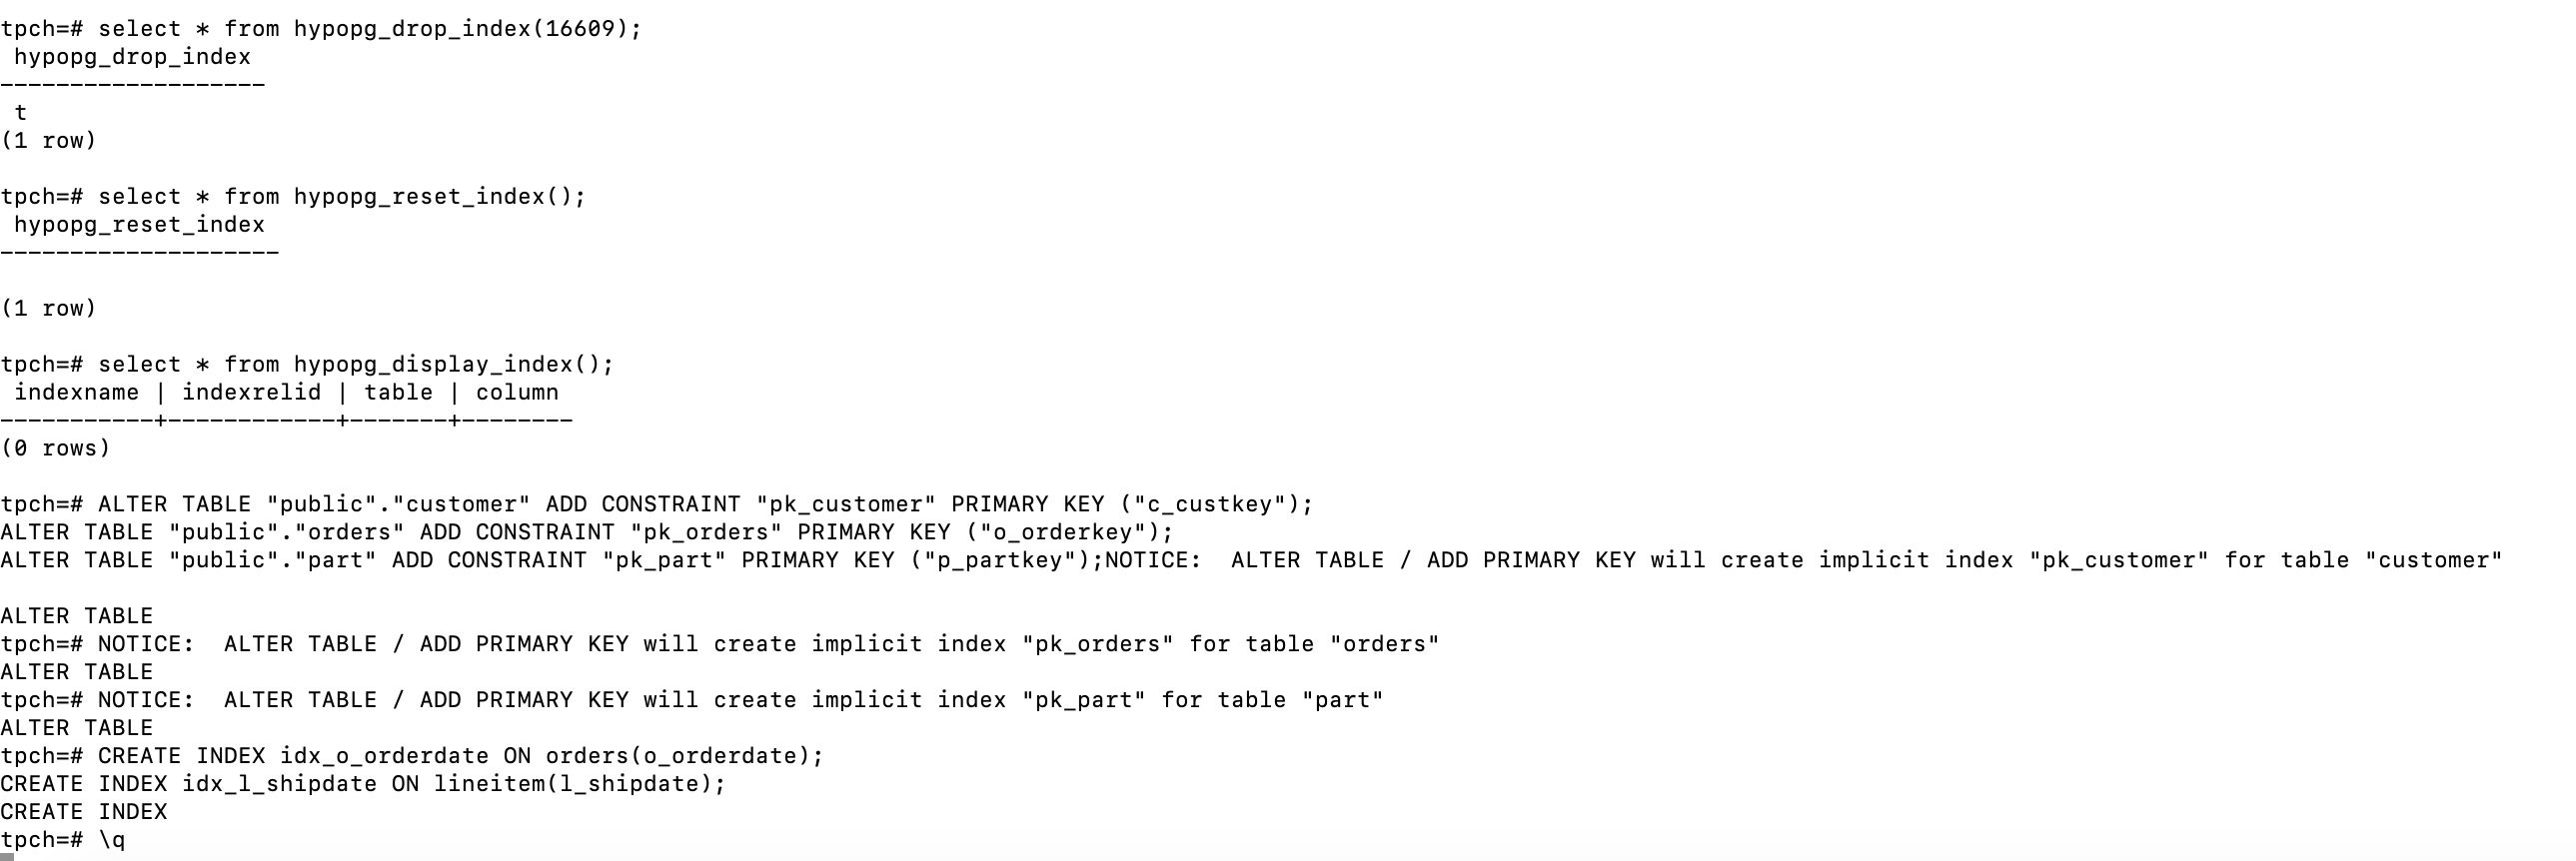 tpch=# select * from hypopg_drop_index(16609);
 hypopg_drop_index
-------------------
 t
(1 row)

tpch=# select * from hypopg_reset_index();
 hypopg_reset_index
--------------------

(1 row)

tpch=# select * from hypopg_display_index();
 indexname | indexrelid | table | column
-----------+------------+-------+--------
(0 rows)

tpch=# ALTER TABLE "public"."customer" ADD CONSTRAINT "pk_customer" PRIMARY KEY ("c_custkey");
ALTER TABLE "public"."orders" ADD CONSTRAINT "pk_orders" PRIMARY KEY ("o_orderkey");
ALTER TABLE "public"."part" ADD CONSTRAINT "pk_part" PRIMARY KEY ("p_partkey");NOTICE:  ALTER TABLE / ADD PRIMARY KEY will create implicit index "pk_customer" for table "customer"

ALTER TABLE
tpch=# NOTICE:  ALTER TABLE / ADD PRIMARY KEY will create implicit index "pk_orders" for table "orders"
ALTER TABLE
tpch=# NOTICE:  ALTER TABLE / ADD PRIMARY KEY will create implicit index "pk_part" for table "part"
ALTER TABLE
tpch=# CREATE INDEX idx_o_orderdate ON orders(o_orderdate);
CREATE INDEX idx_l_shipdate ON lineitem(l_shipdate);
CREATE INDEX
tpch=# \q